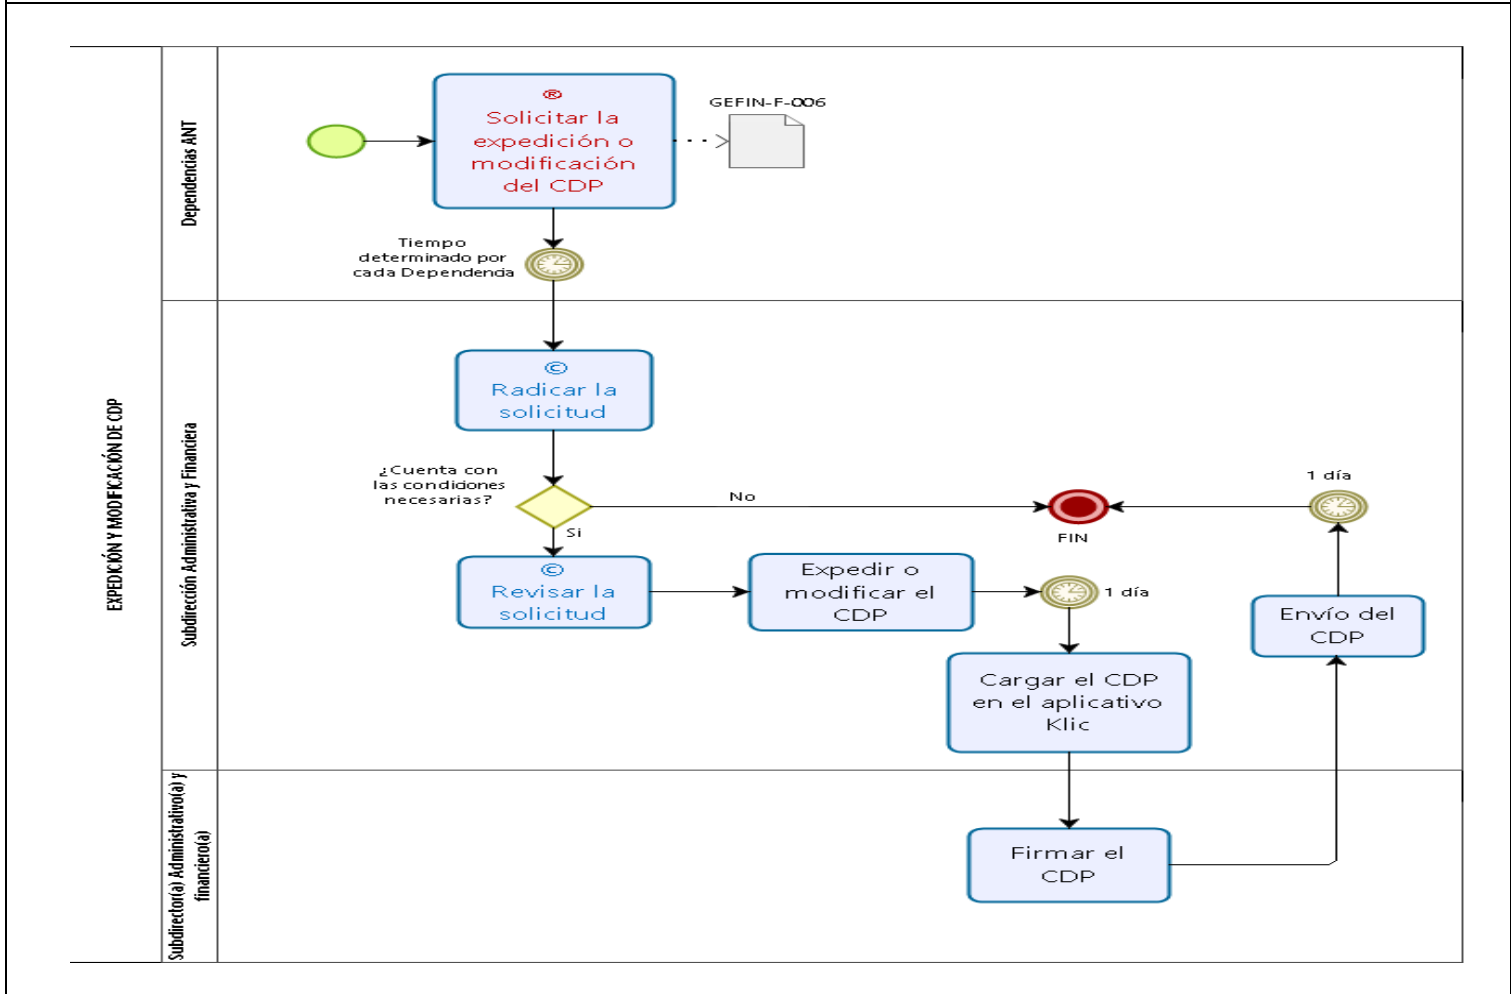 EXPEDICIÓN Y MODIFICACIÓN DE CDP
Dependencias ANT
®
Solicitar la
expedición o
modificación
del CDP
GEFIN-F-006
Tiempo
determinado por
cada Dependencia
Subdirección Administrativa y Financiera
©
Radicar la
solicitud
¿Cuenta con
las condiciones
necesarias?
No
Si
FIN
1 día
©
Revisar la
solicitud
Expedir o
modificar el
CDP
1 día
Cargar el CDP
en el aplicativo
Klic
Envío del
CDP
Subdirector(a) Administrativo(a) y
financiero(a)
Firmar el
CDP